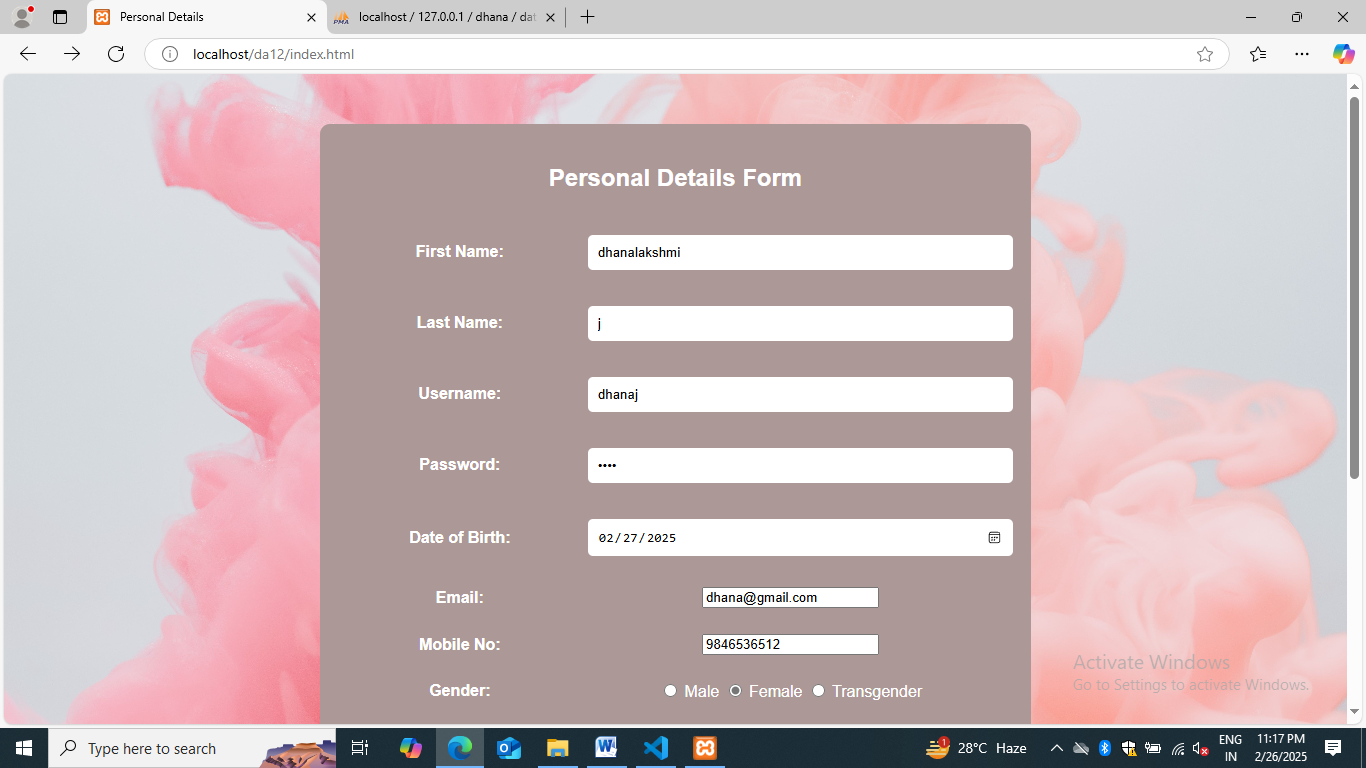 Personal Details
localhost / 127.0.0.1 / dhana / dat
localhost/da12/index.html
Personal Details Form
First Name: dhanalakshmi
Last Name: j
Username: dhanaj
Password: ••••
Date of Birth: 02/27/2025
Email: dhana@gmail.com
Mobile No: 9846536512
Gender: Male Female Transgender
Activate Windows
Go to Settings to activate Windows.
Type here to search
28°C Haze
ENG
IN
11:17 PM
2/26/2025